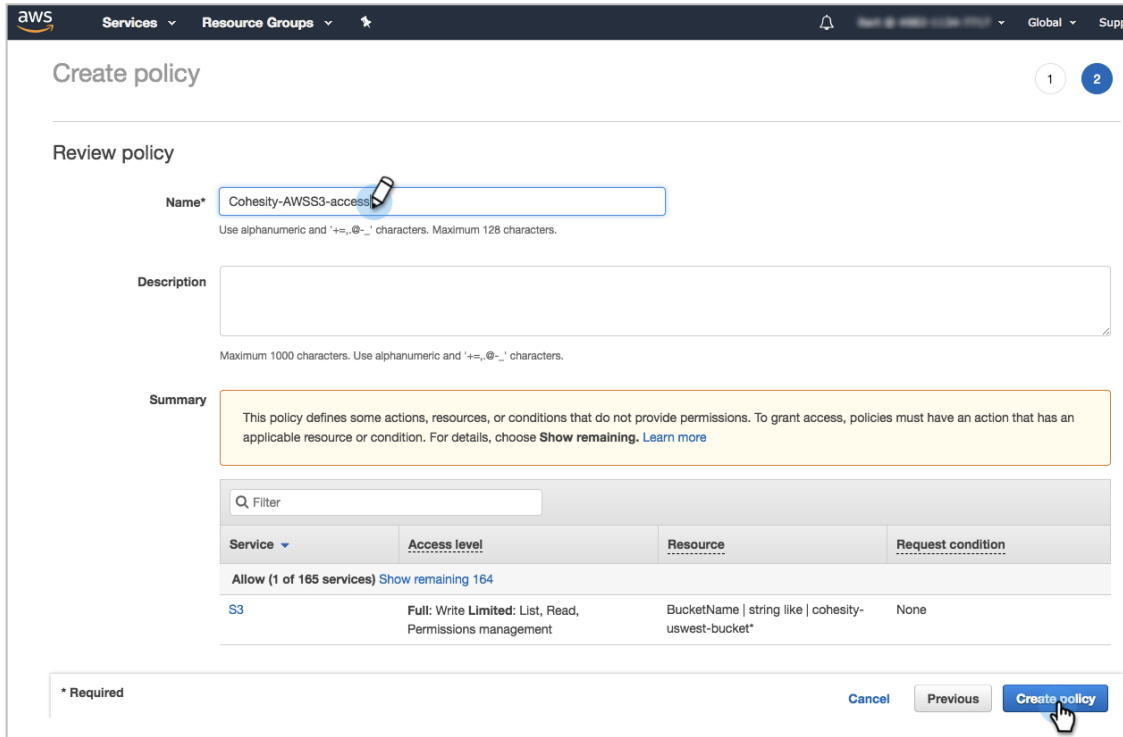 aws Services Resource Groups Global Supp
Create policy
1 2
Review policy
Name* Cohesity-AWSS3-access
Use alphanumeric and '+=,.@-_' characters. Maximum 128 characters.
Description
Maximum 1000 characters. Use alphanumeric and '+=,.@-_' characters.
Summary
This policy defines some actions, resources, or conditions that do not provide permissions. To grant access, policies must have an action that has an
applicable resource or condition. For details, choose Show remaining. Learn more
Filter
Service Access level Resource Request condition
Allow (1 of 165 services) Show remaining 164
S3 Full: Write Limited: List, Read, BucketName | string like | cohesity- None
Permissions management uswest-bucket*
* Required Cancel Previous Create policy